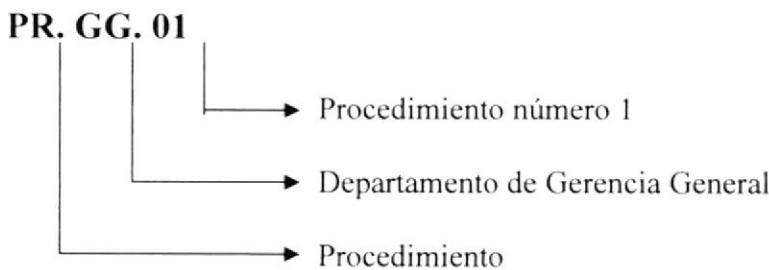 PR. GG. 01
Procedimiento número 1
Departamento de Gerencia General
Procedimiento